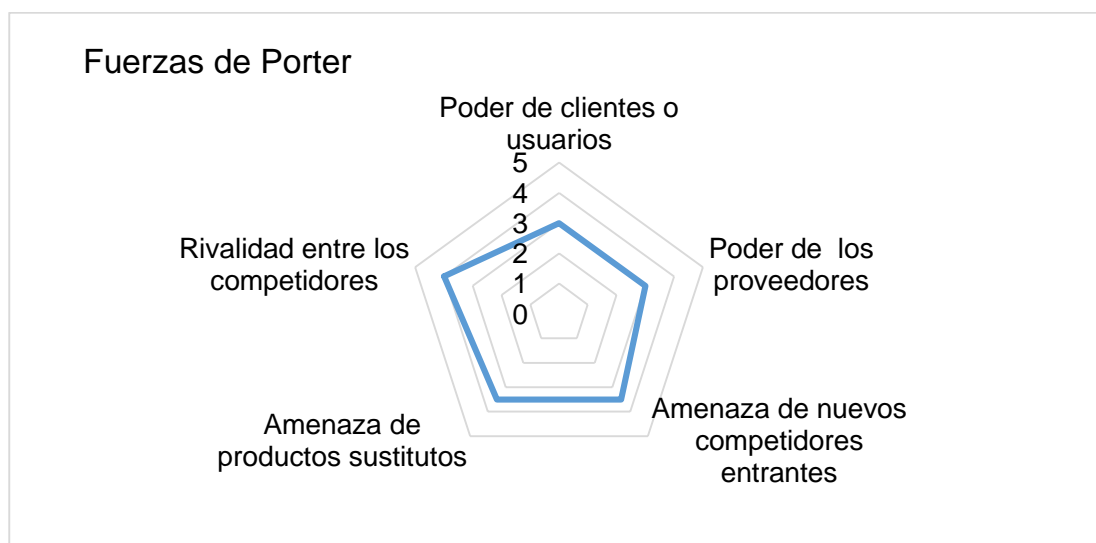 Fuerzas de Porter
Poder de clientes o
usuarios
5
4
3
2
1
0
Poder de  los
proveedores
Amenaza de nuevos
competidores
entrantes
Amenaza de
productos sustitutos
Rivalidad entre los
competidores